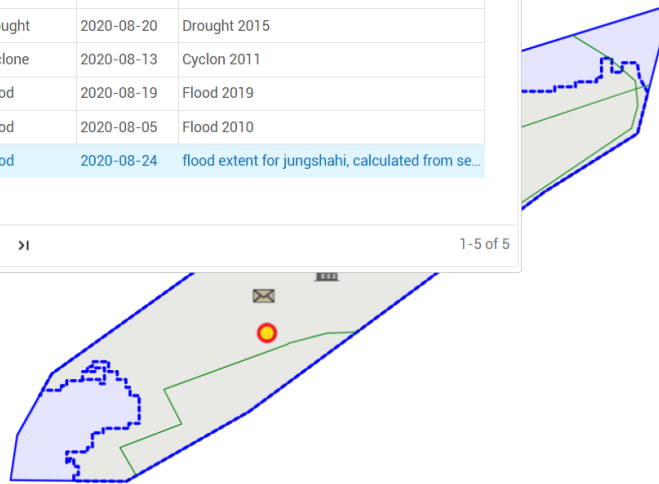 ught 2020-08-20 Drought 2015
clone 2020-08-13 Cyclon 2011
od 2020-08-19 Flood 2019
od 2020-08-05 Flood 2010
od 2020-08-24 flood extent for jungshahi, calculated from se...
1-5 of 5